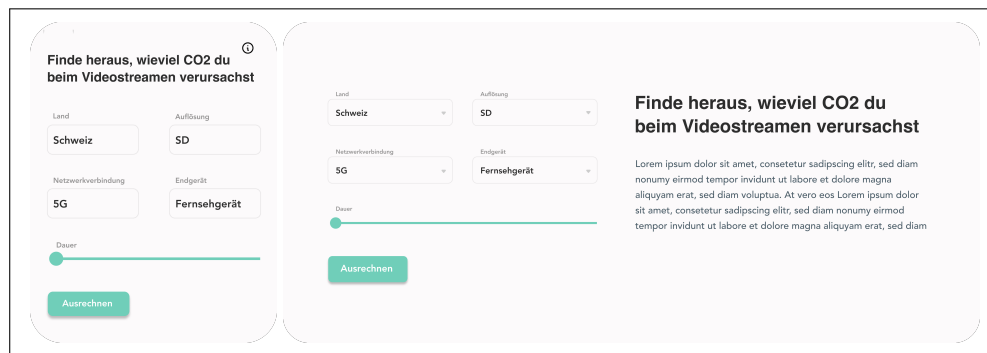 Finde heraus, wieviel CO2 du
beim Videostreamen verursachst
Land
Auflösung
Schweiz
SD
Netzwerkverbindung
Endgerät
5G
Fernsehgerät
Dauer
Ausrechnen
Land
Auflösung
Schweiz
SD
Netzwerkverbindung
Endgerät
5G
Fernsehgerät
Dauer
Ausrechnen
Finde heraus, wieviel CO2 du
beim Videostreamen verursachst
Lorem ipsum dolor sit amet, consetetur sadipscing elitr, sed diam
nonumy eirmod tempor invidunt ut labore et dolore magna
aliquyam erat, sed diam voluptua. At vero eos Lorem ipsum dolor
sit amet, consetetur sadipscing elitr, sed diam nonumy eirmod
tempor invidunt ut labore et dolore magna aliquyam erat, sed diam